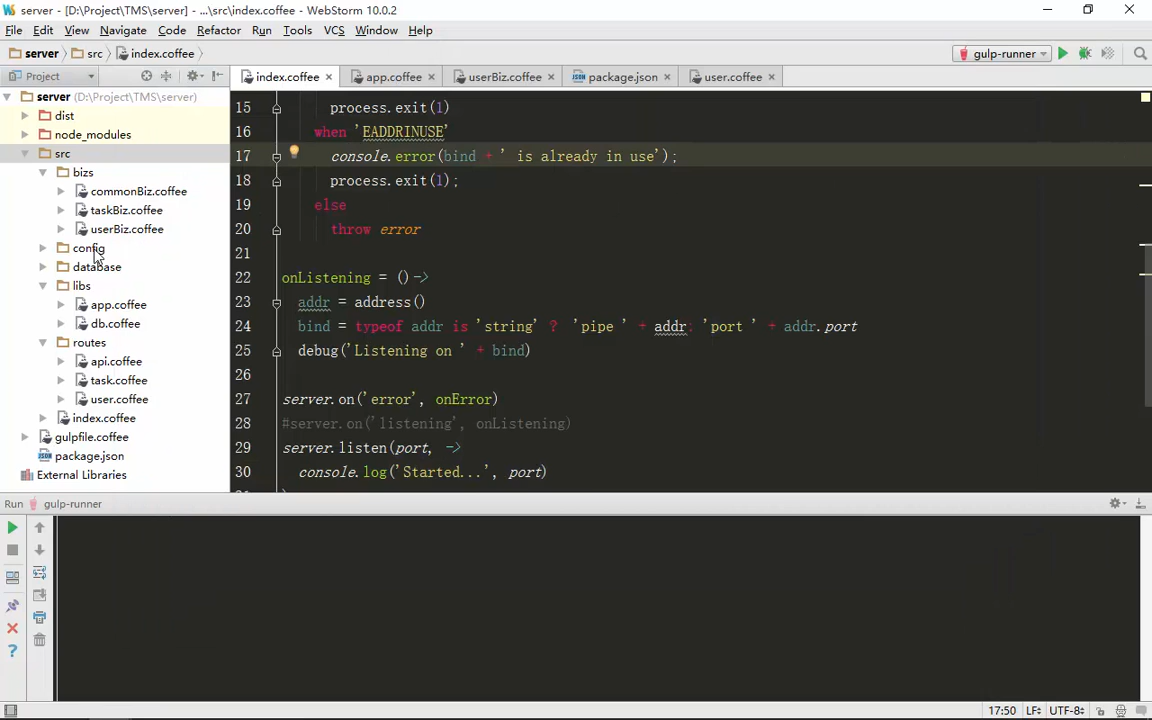 server - [D:\Project\TMS\server] - ...\src\index.coffee - WebStorm 10.0.2
File Edit View Navigate Code Refactor Run Tools VCS Window Help
server src index.coffee gulp-runner
Project index.coffee app.coffee userBiz.coffee package.json user.coffee
server (D:\Project\TMS\server)
dist
node_modules
src
bizs
commonBiz.coffee
taskBiz.coffee
userBiz.coffee
config
database
libs
app.coffee
db.coffee
routes
api.coffee
task.coffee
user.coffee
index.coffee
gulpfile.coffee
package.json
External Libraries
15 process.exit(1)
16 when 'EADDRINUSE'
17 console.error(bind + ' is already in use');
18 process.exit(1);
19 else
20 throw error
21
22 onListening = ()->
23 addr = address()
24 bind = typeof addr is 'string' ? 'pipe ' + addr: 'port ' + addr.port
25 debug('Listening on ' + bind)
26
27 server.on('error', onError)
28 #server.on('listening', onListening)
29 server.listen(port, ->
30 console.log('Started...', port)
Run gulp-runner
17:50 LF UTF-8